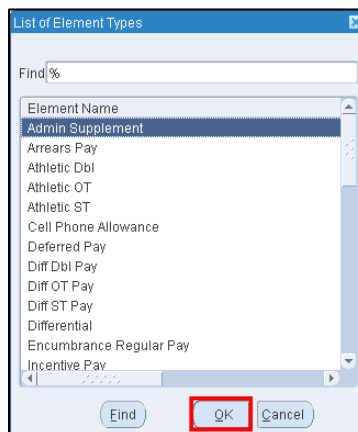 List of Element Types
Find %
Element Name
Admin Supplement
Arrears Pay
Athletic Dbl
Athletic OT
Athletic ST
Cell Phone Allowance
Deferred Pay
Diff Dbl Pay
Diff OT Pay
Diff ST Pay
Differential
Encumbrance Regular Pay
Incentive Pay
Find OK Cancel